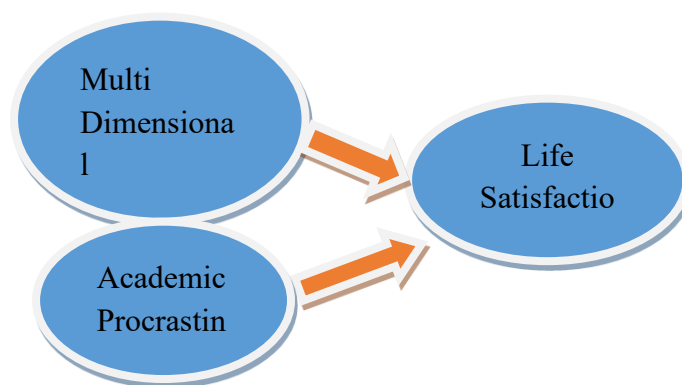 Multi
Dimensiona
l
Life
Satisfactio
Academic
Procrastin